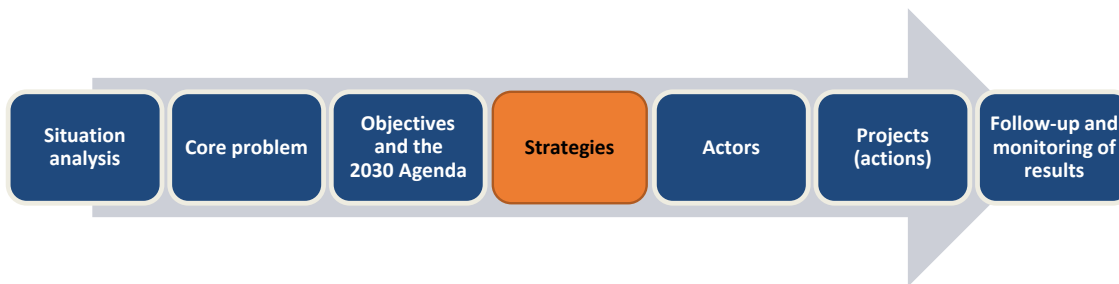 Situation
analysis
Core problem
Objectives
and the
2030 Agenda
Strategies
Actors
Projects
(actions)
Follow-up and
monitoring of
results